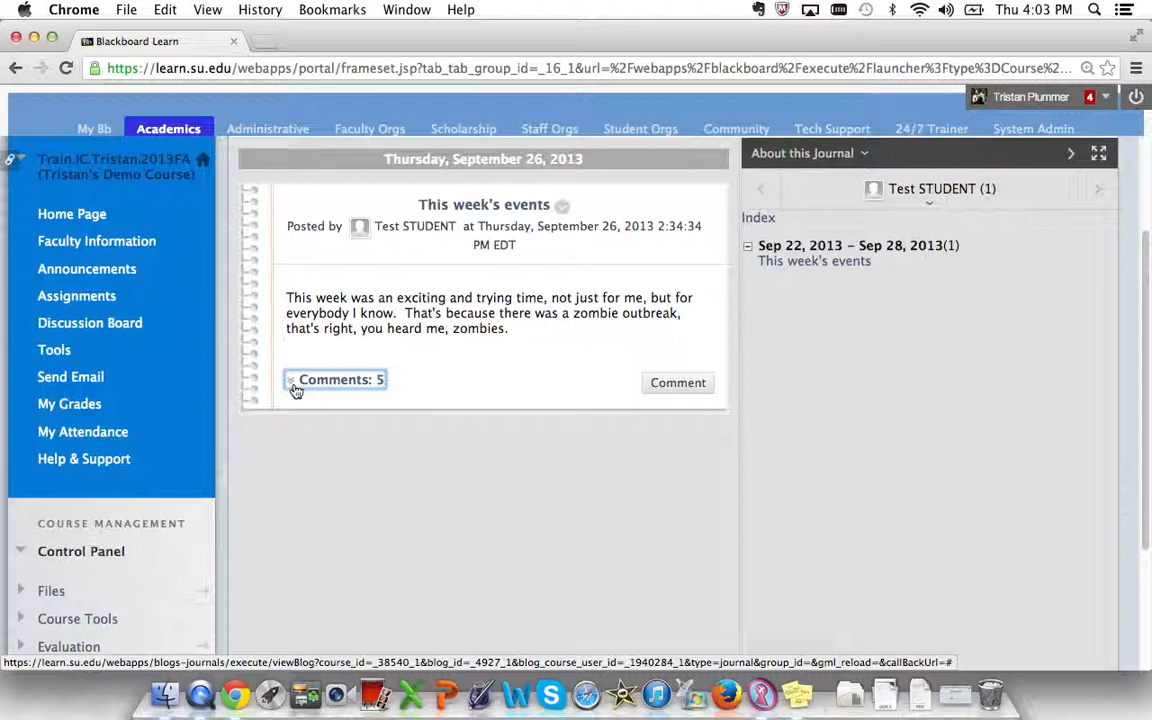 Chrome File Edit View History Bookmarks Window Help Thu 4:03 PM
Blackboard Learn
https://learn.su.edu/webapps/portal/frameset.jsp?tab_tab_group_id=_16_1&url=%2Fwebapps%2Fblackboard%2Fexecute%2Flauncher%3Ftype%3DCourse%2...
Tristan Plummer 4
My Bb Academics Administrative Faculty Orgs Scholarship Staff Orgs Student Orgs Community Tech Support 24/7 Trainer System Admin
Train.IC.Tristan.2013FA
(Tristan's Demo Course)
Home Page
Faculty Information
Announcements
Assignments
Discussion Board
Tools
Send Email
My Grades
My Attendance
Help & Support
COURSE MANAGEMENT
Control Panel
Files
Course Tools
Evaluation
Thursday, September 26, 2013
This week's events
Posted by Test STUDENT at Thursday, September 26, 2013 2:34:34
PM EDT
This week was an exciting and trying time, not just for me, but for
everybody I know. That's because there was a zombie outbreak,
that's right, you heard me, zombies.
Comments: 5
Comment
About this Journal
Test STUDENT (1)
Index
Sep 22, 2013 - Sep 28, 2013(1)
This week's events
https://learn.su.edu/webapps/blogs-journals/execute/viewBlog?course_id=_38540_1&blog_id=_4927_1&blog_course_user_id=_1940284_1&type=journal&group_id=&gml_reload=&callBackUrl=#